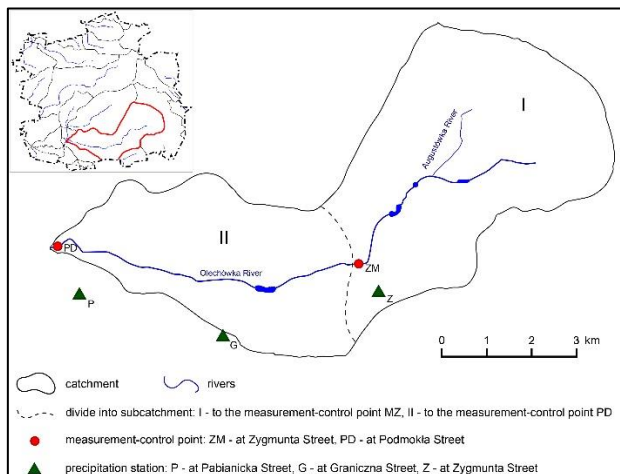 I
Augustówka River
II
PD
Olechówka River
ZM
P
Z
G
0 1 2 3 km
catchment rivers
divide into subcatchment: I - to the measurement-control point MZ, II - to the measurement-control point PD
measurement-control point: ZM - at Zygmunta Street, PD - at Podmokła Street
precipitation station: P - at Pabianicka Street, G - at Graniczna Street, Z - at Zygmunta Street